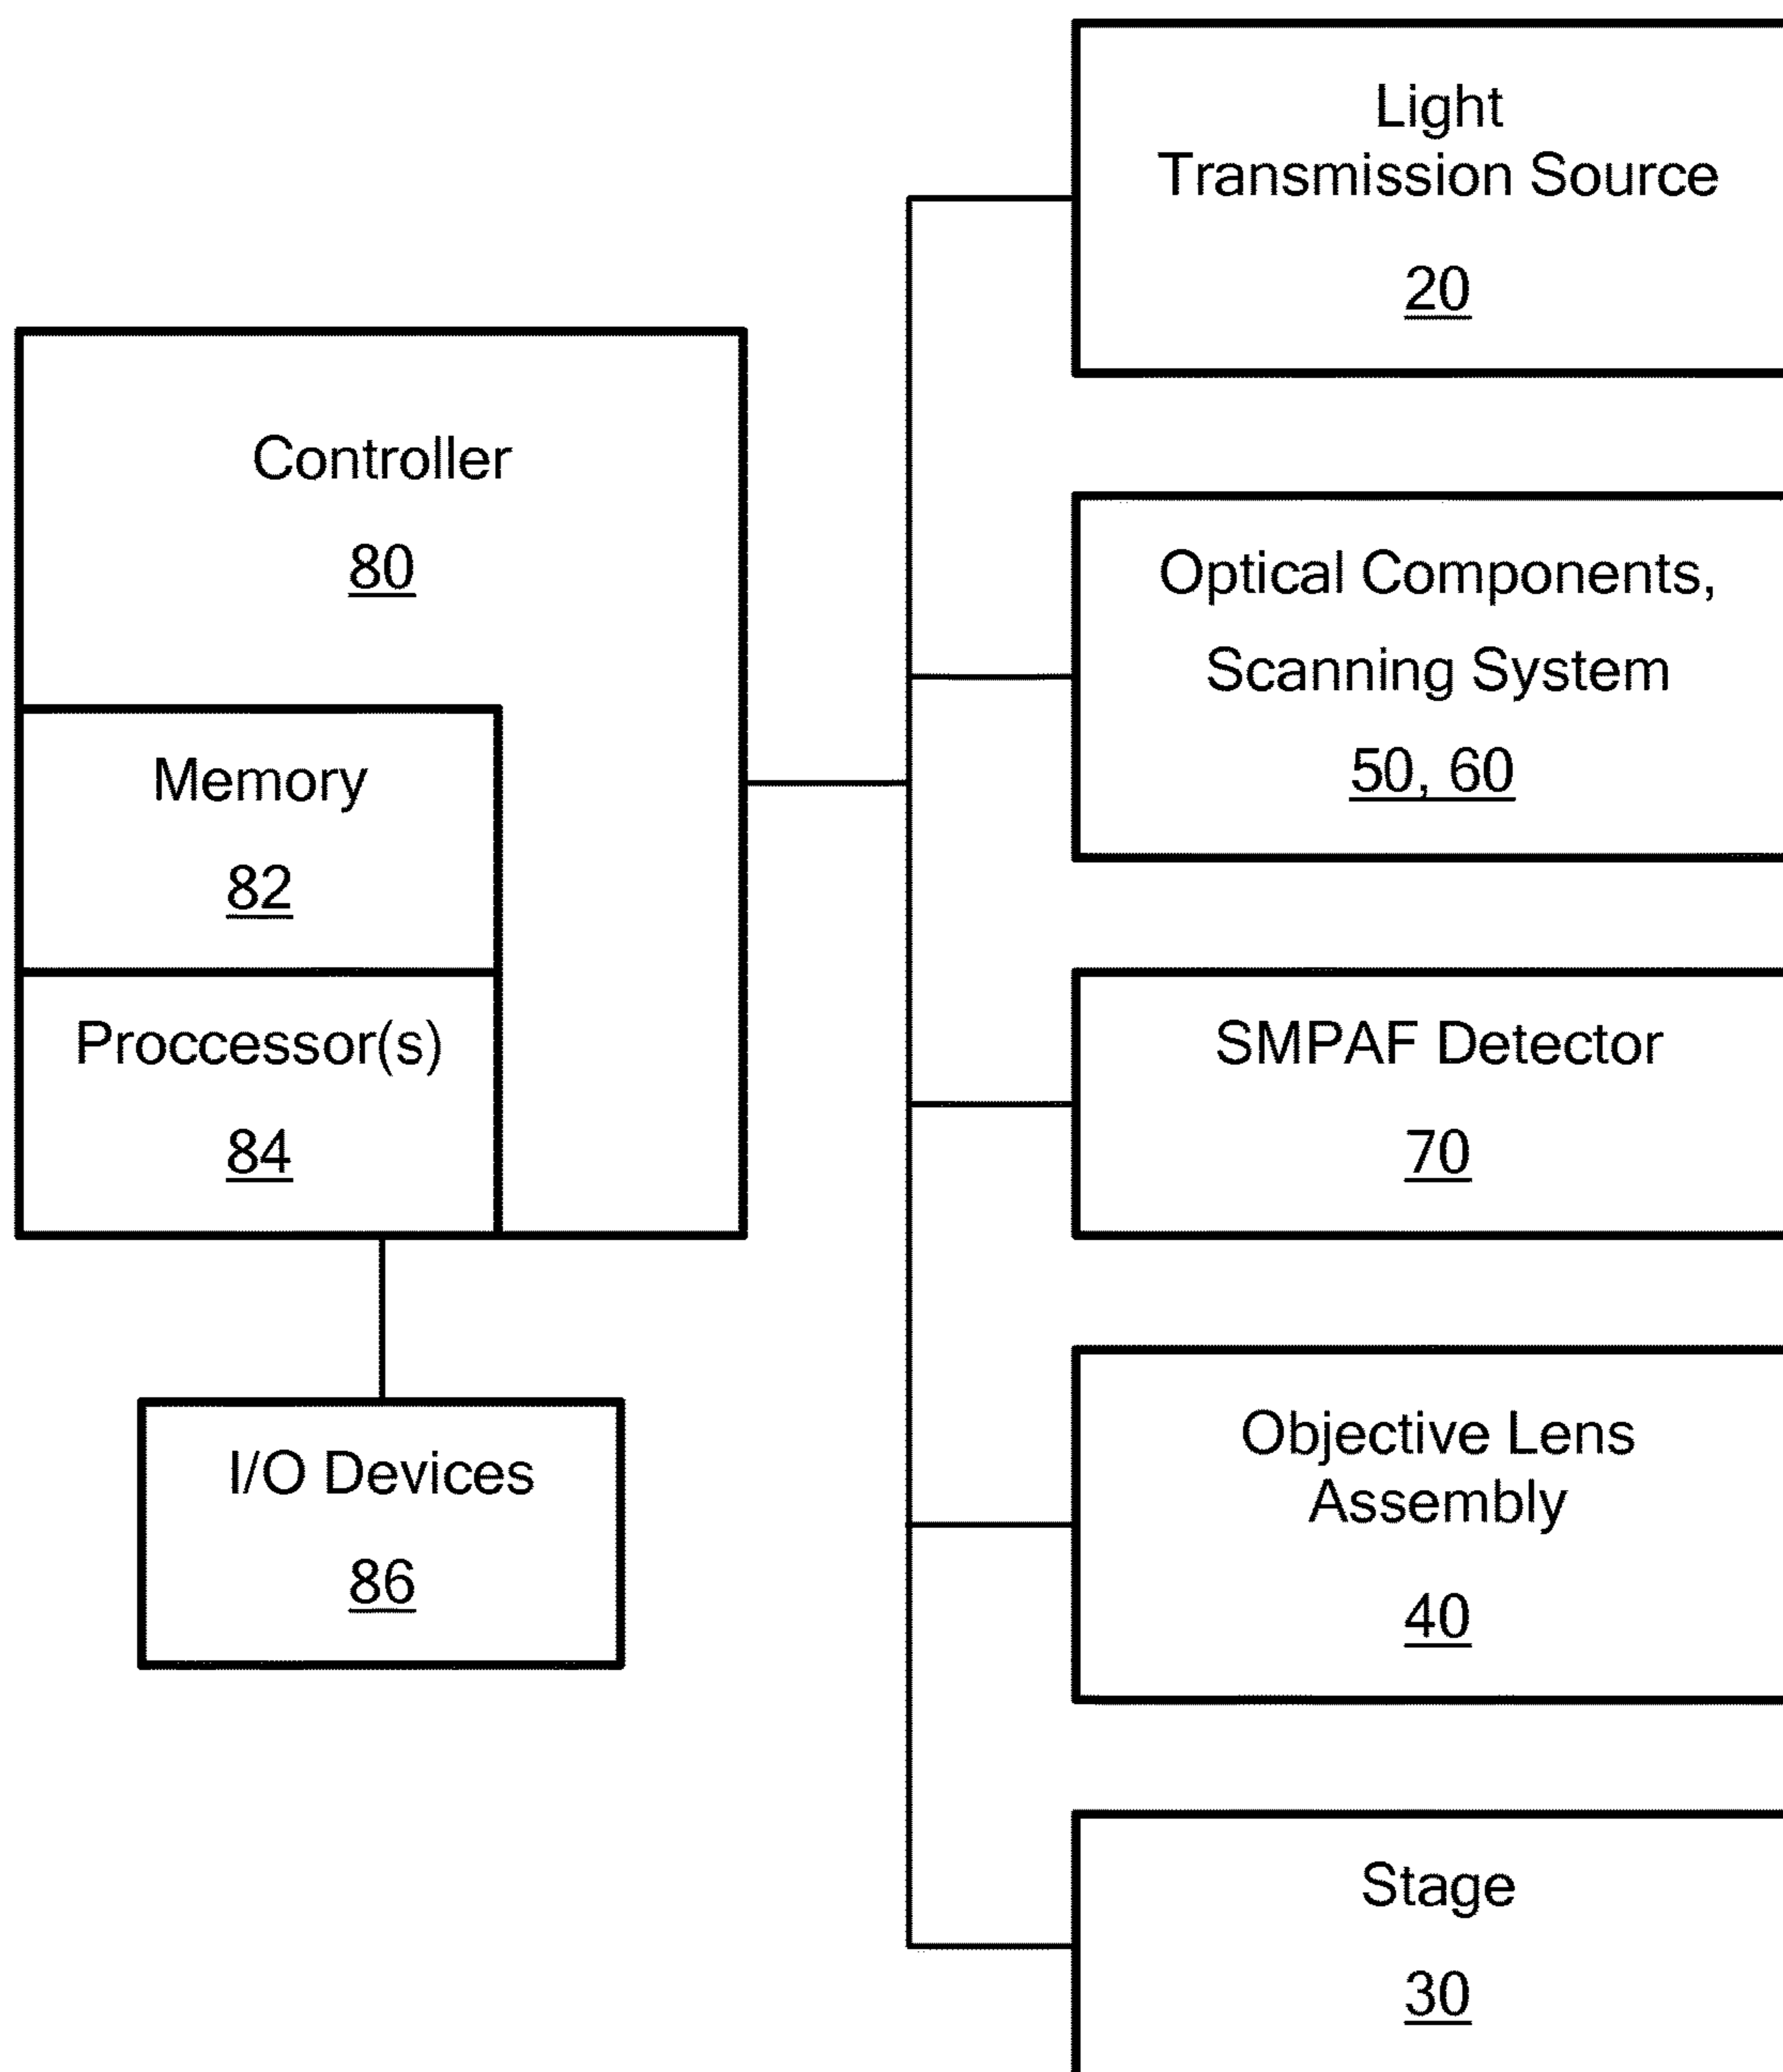 Light
Transmission Source
20
Controller
80
Optical Components,
Scanning System
50, 60
Memory
82
Proccessor(s)
84
SMPAF Detector
70
I/O Devices
86
Objective Lens
Assembly
40
Stage
30